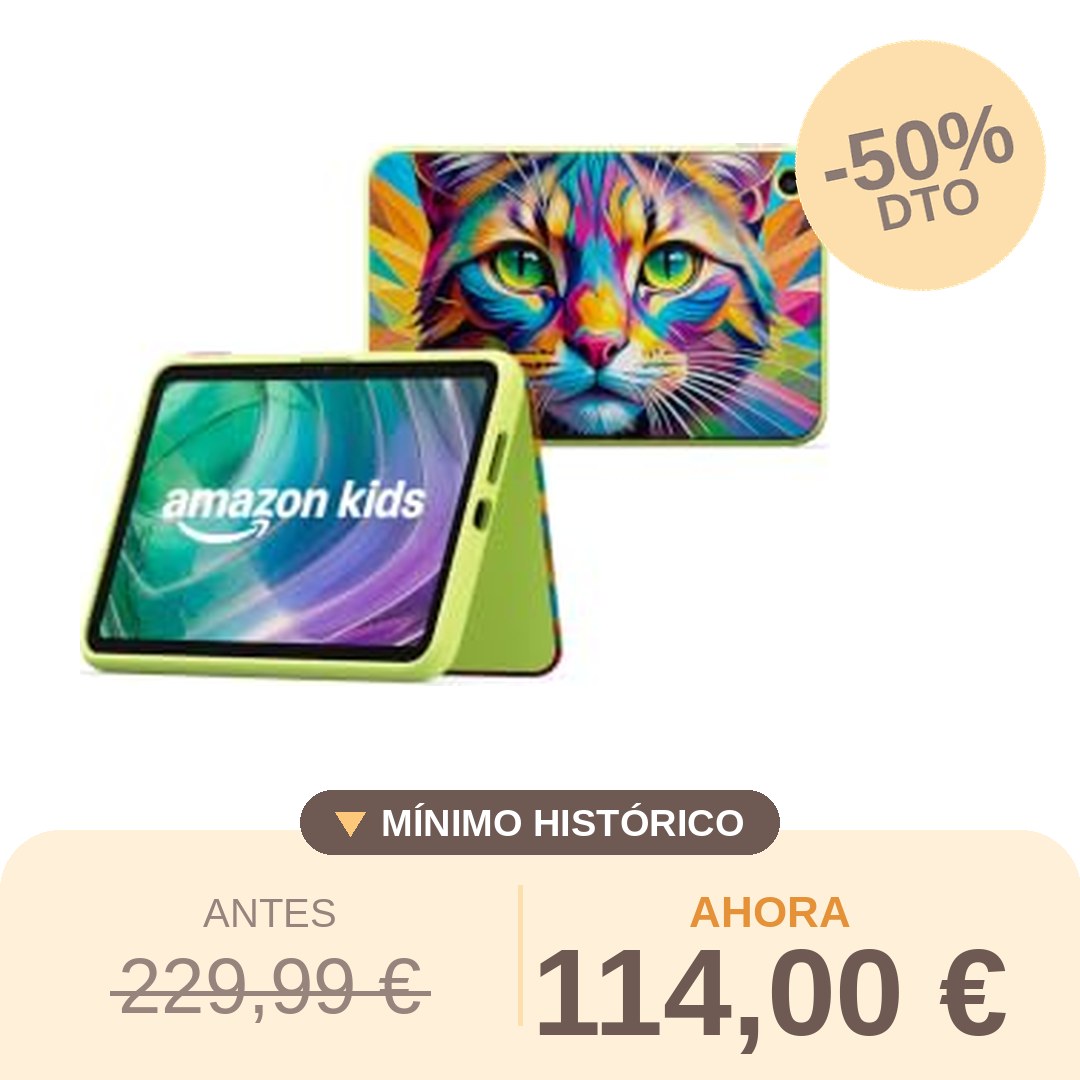 -50%
DTO
amazon kids
MÍNIMO HISTÓRICO
ANTES
229,99 €
AHORA
114,00 €